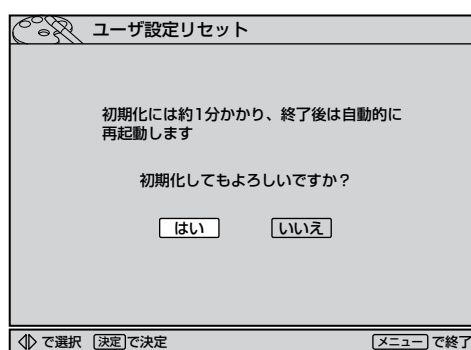 ユーザ設定リセット
初期化には約1分かかり、終了後は自動的に
再起動します
初期化してもよろしいですか？
はい いいえ
で選択 決定で決定 メニューで終了